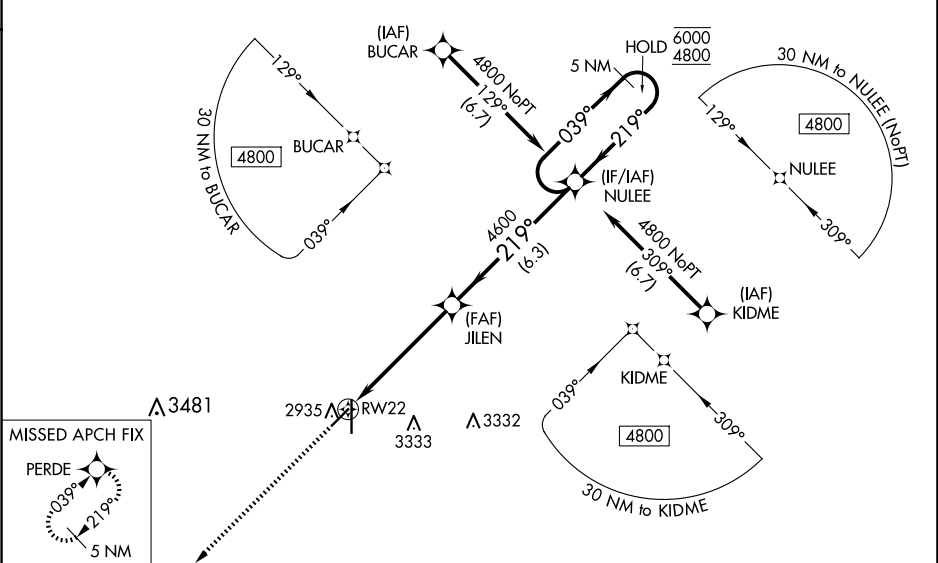 (IAF)
BUCAR
4800 NoPT
129°
(6.7)
HOLD
6000
4800
5 NM
039°
219°
(IF/IAF)
NULEE
30 NM to BUCAR
129°
4800
BUCAR
039°
30 NM to NULEE (NoPT)
129°
4800
NULEE
309°
4600
219°
(6.3)
4800 NoPT
309°
(6.7)
(IAF)
KIDME
(FAF)
JILEN
KIDME
039°
309°
4800
30 NM to KIDME
3481
2935
RW22
3333
3332
MISSED APCH FIX
PERDE
039°
219°
5 NM